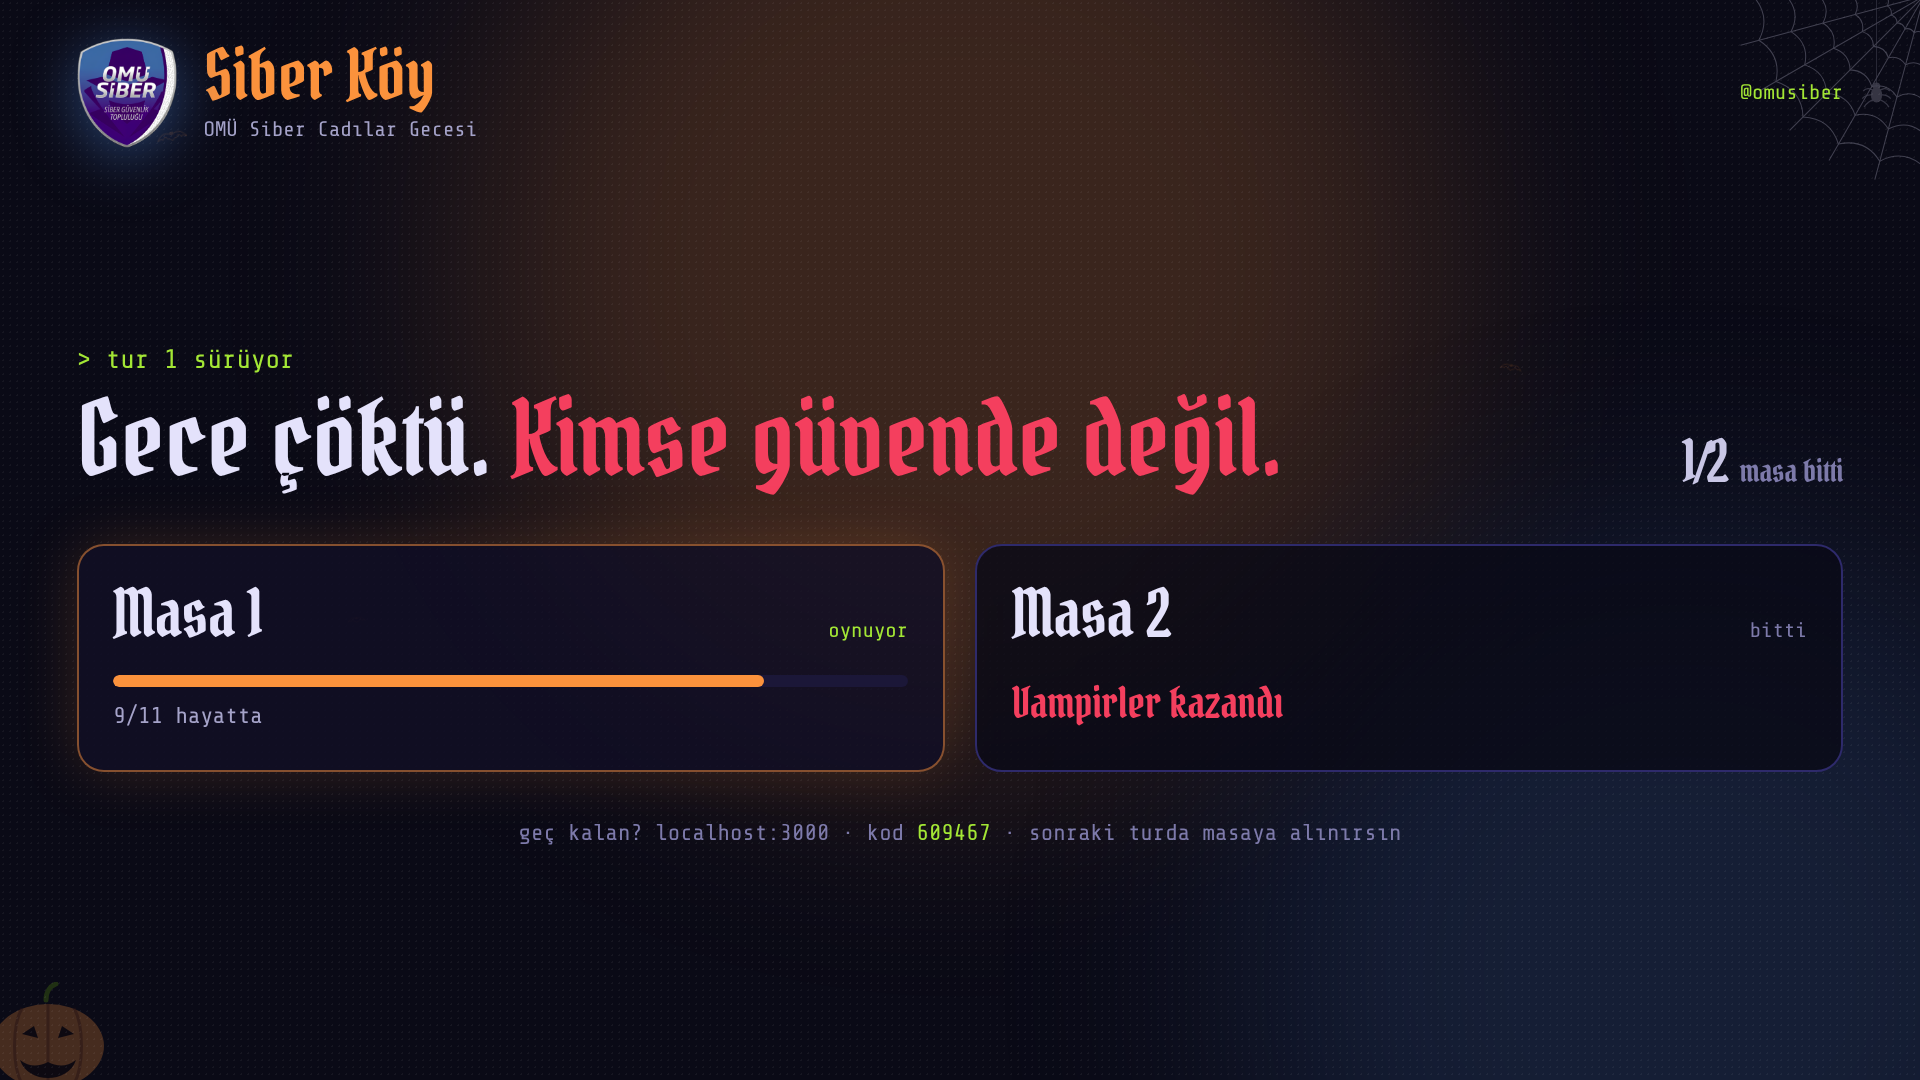 OMÜ
SİBER
SİBER GÜVENLİK
TOPLULUĞU
Siber Köy
OMÜ Siber Cadılar Gecesi
@omusiber
> tur 1 sürüyor
Gece çöktü. Kimse güvende değil.
1/2 masa bitti
Masa 1
oynuyor
9/11 hayatta
Masa 2
bitti
Vampirler kazandı
geç kalan? localhost:3000 · kod 609467 · sonraki turda masaya alınırsın